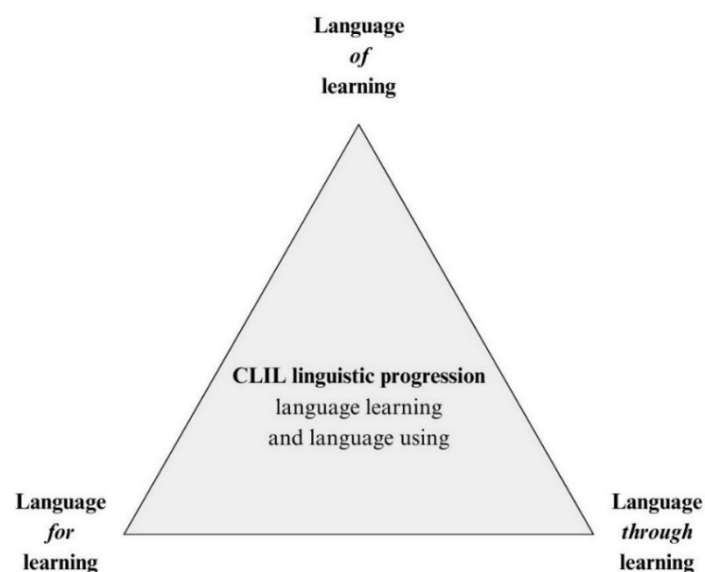 Language
of
learning
CLIL linguistic progression
language learning
and language using
Language
for
learning
Language
through
learning